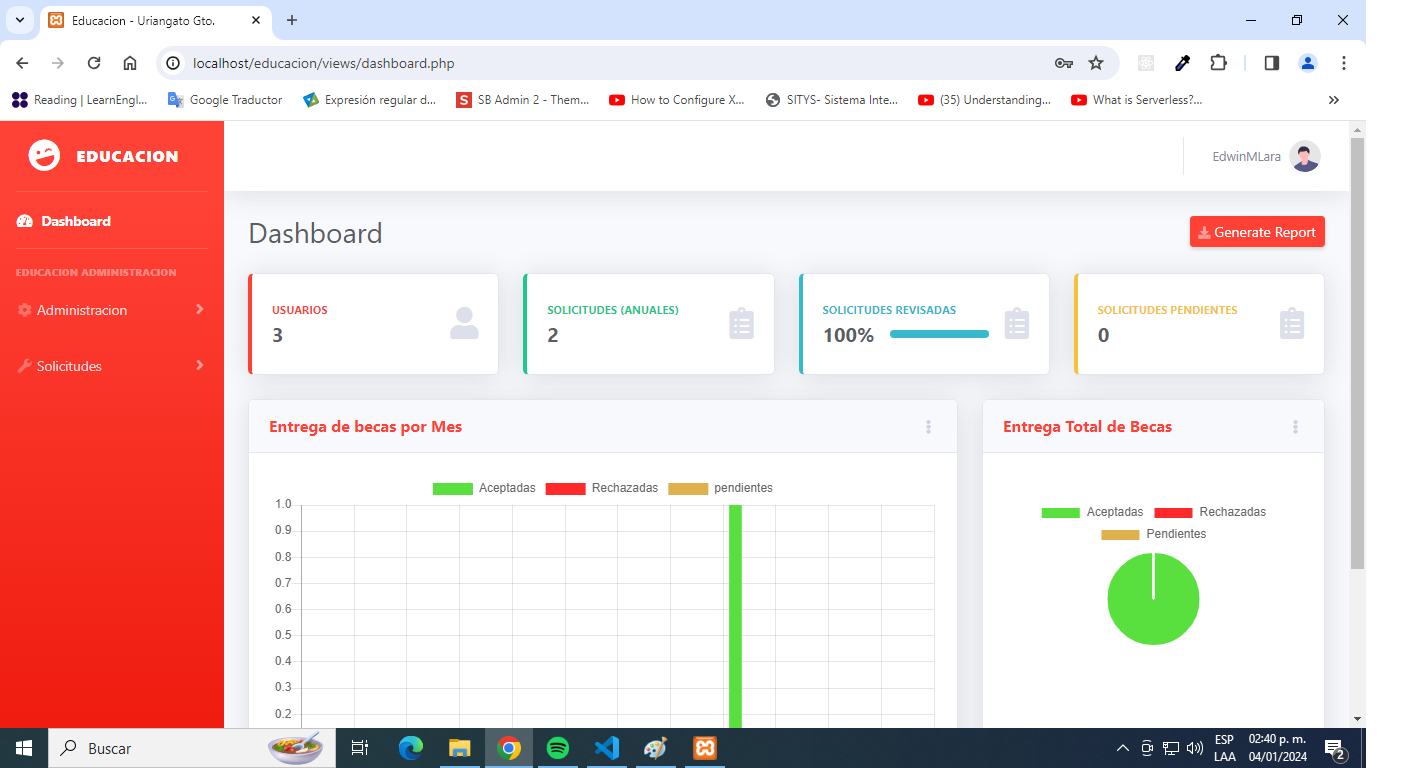 Educacion - Uriangato Gto.
localhost/educacion/views/dashboard.php
Reading | LearnEngl... Google Traductor Expresión regular d... SB Admin 2 - Them... How to Configure X... SITYS- Sistema Inte... (35) Understanding... What is Serverless?...
EDUCACION
EdwinMLara
Dashboard
EDUCACION ADMINISTRACION
Administracion
Solicitudes
Dashboard
Generate Report
USUARIOS
3
SOLICITUDES (ANUALES)
2
SOLICITUDES REVISADAS
100%
SOLICITUDES PENDIENTES
0
Entrega de becas por Mes
Aceptadas Rechazadas pendientes
1.0
0.9
0.8
0.7
0.6
0.5
0.4
0.3
0.2
Entrega Total de Becas
Aceptadas Rechazadas
Pendientes
Buscar
ESP
LAA
02:40 p. m.
04/01/2024
2